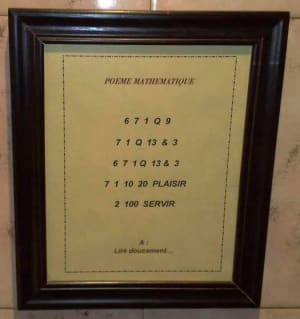 POEME MATHEMATIQUE
6 7 1 Q 9
7 1 Q 13 & 3
6 7 1 Q 13 & 3
7 1 10 20 PLAISIR
2 100 SERVIR
A :
Lire doucament...